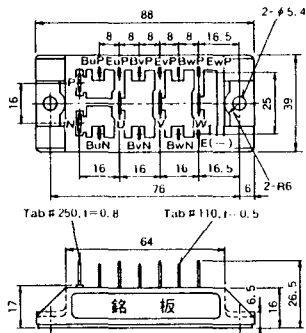 88
2-φ5.4
8 8 8 8 8 16.5
BuP EuP BvP EvP BwP EwP
P
16
25
39
N
U V W E(-)
BuN BvN BwN
16 16 16 16.5
2-R6
76 6
Tab#250,t=0.8 Tab#110,t=0.5
64
17
銘板
6.5
16
26.5